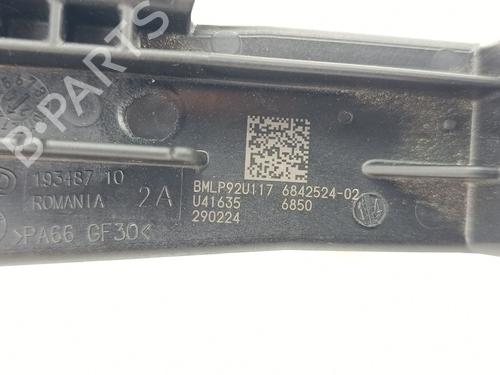 B-PARTS
193487 10
ROMANIA 2A
>PA66 GF30<
BMLP92U117 6842524-02
U41635 6850
290224